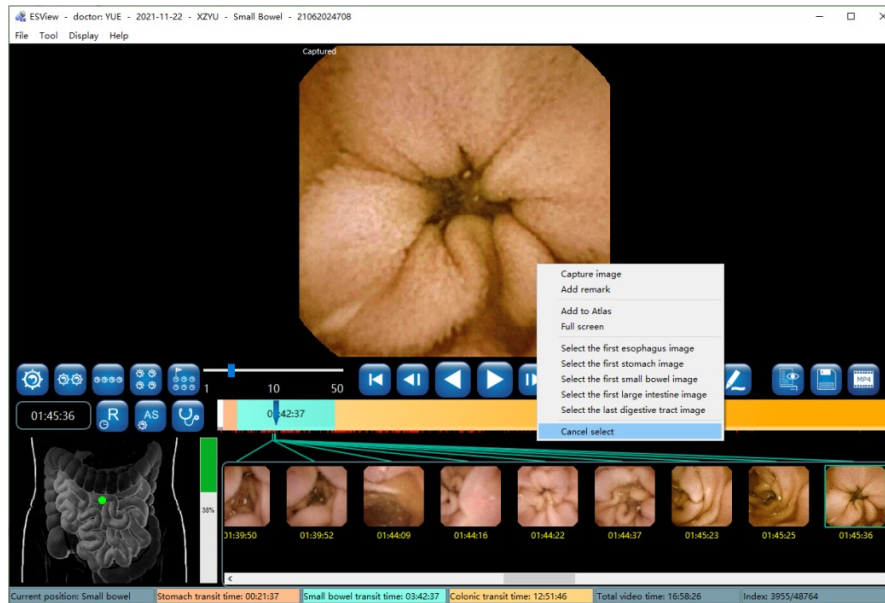 ESView - doctor: YUE - 2021-11-22 - XZYU - Small Bowel - 21062024708
File Tool Display Help
Captured
Capture image
Add remark
Add to Atlas
Full screen
Select the first esophagus image
Select the first stomach image
Select the first small bowel image
Select the first large intestine image
Select the last digestive tract image
Cancel select
1 10 50
MP4
01:45:36 R AS
38%
01:39:50 01:39:52 01:44:09 01:44:16 01:44:22 01:44:37 01:45:23 01:45:25 01:45:36
Current position: Small bowel Stomach transit time: 00:21:37 Small bowel transit time: 03:42:37 Colonic transit time: 12:51:46 Total video time: 16:58:26 Index: 3955/48764